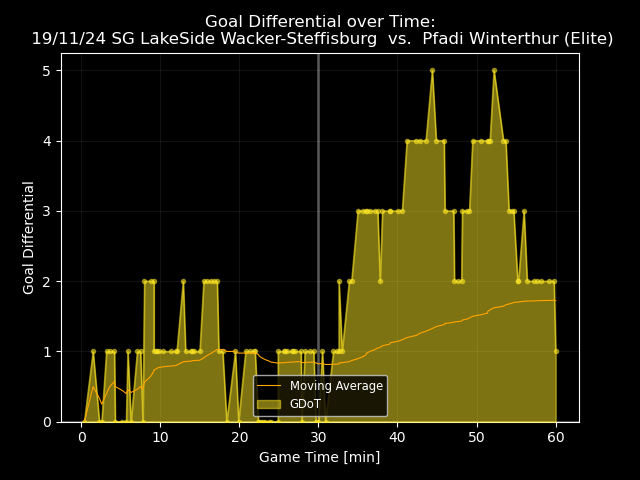 Goal Differential over Time:
19/11/24 SG LakeSide Wacker-Steffisburg  vs.  Pfadi Winterthur (Elite)
5
4
3
2
1
0
Goal Differential
Moving Average
GDoT
0 10 20 30 40 50 60
Game Time [min]